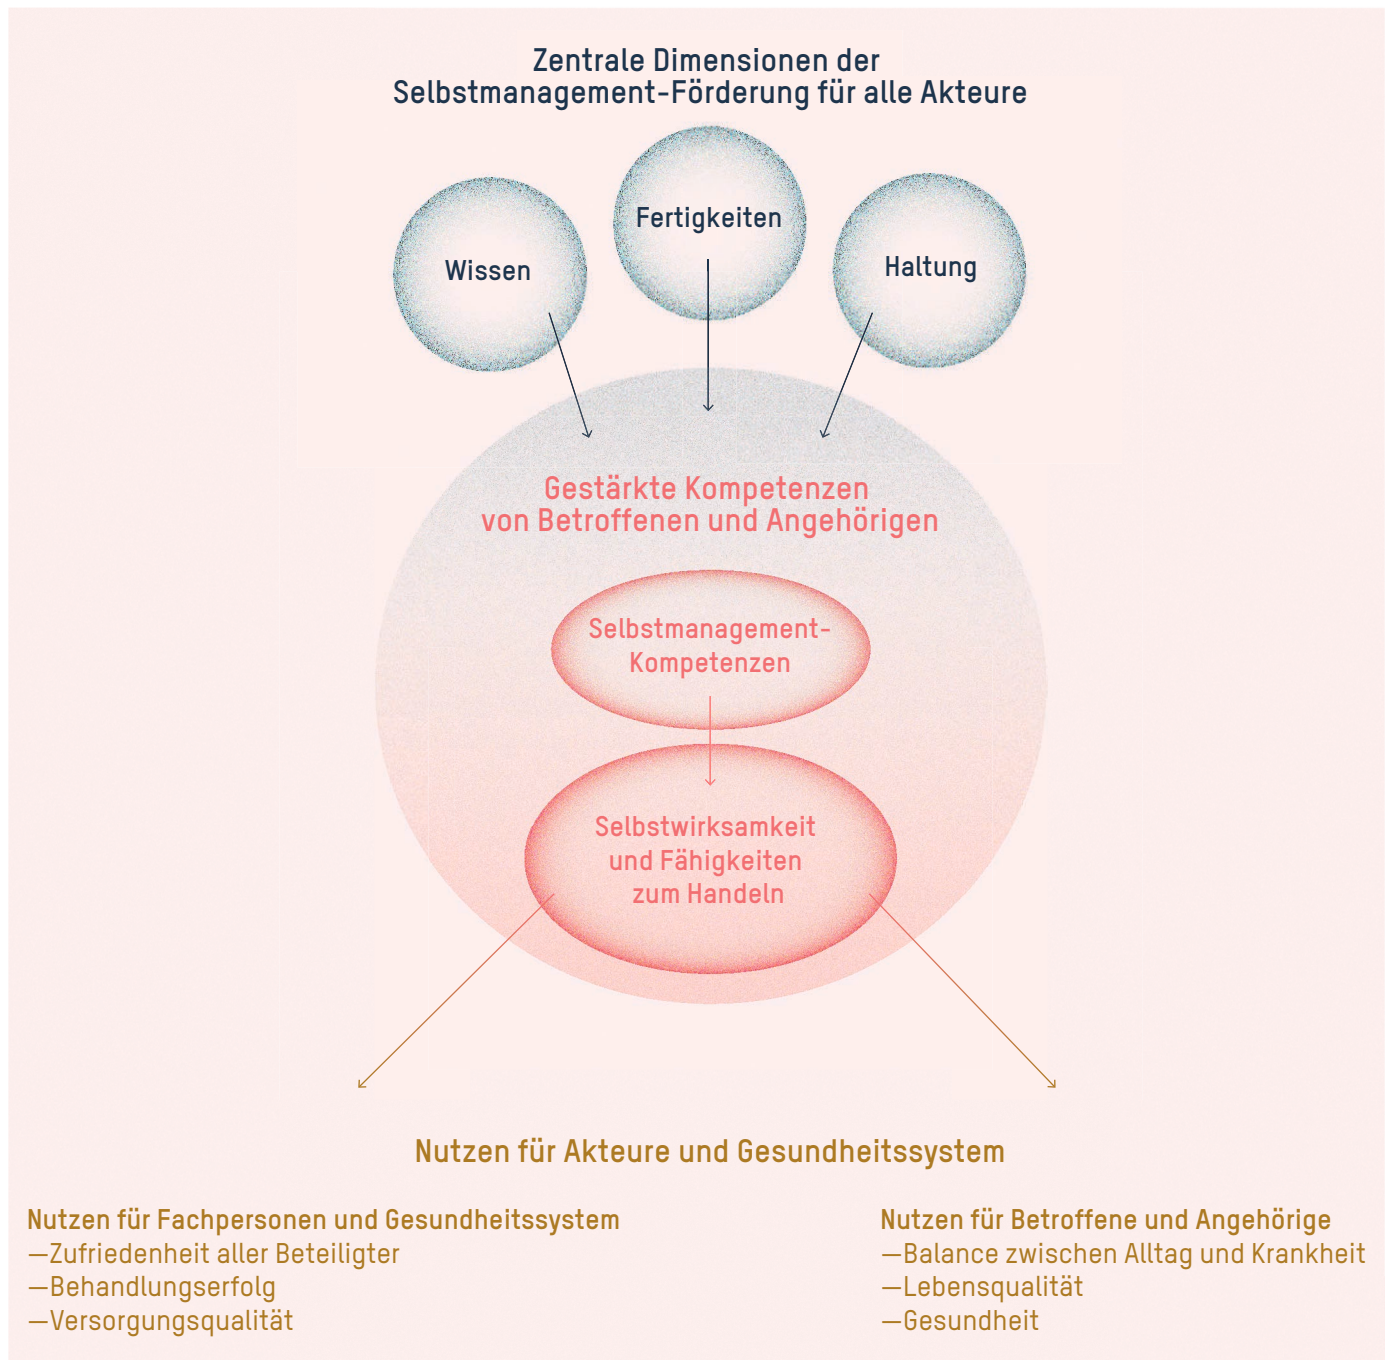 Zentrale Dimensionen der
Selbstmanagement-Förderung für alle Akteure
Wissen
Fertigkeiten
Haltung
Gestärkte Kompetenzen
von Betroffenen und Angehörigen
Selbstmanagement-
Kompetenzen
Selbstwirksamkeit
und Fähigkeiten
zum Handeln
Nutzen für Akteure und Gesundheitssystem
Nutzen für Fachpersonen und Gesundheitssystem
—Zufriedenheit aller Beteiligter
—Behandlungserfolg
—Versorgungsqualität
Nutzen für Betroffene und Angehörige
—Balance zwischen Alltag und Krankheit
—Lebensqualität
—Gesundheit